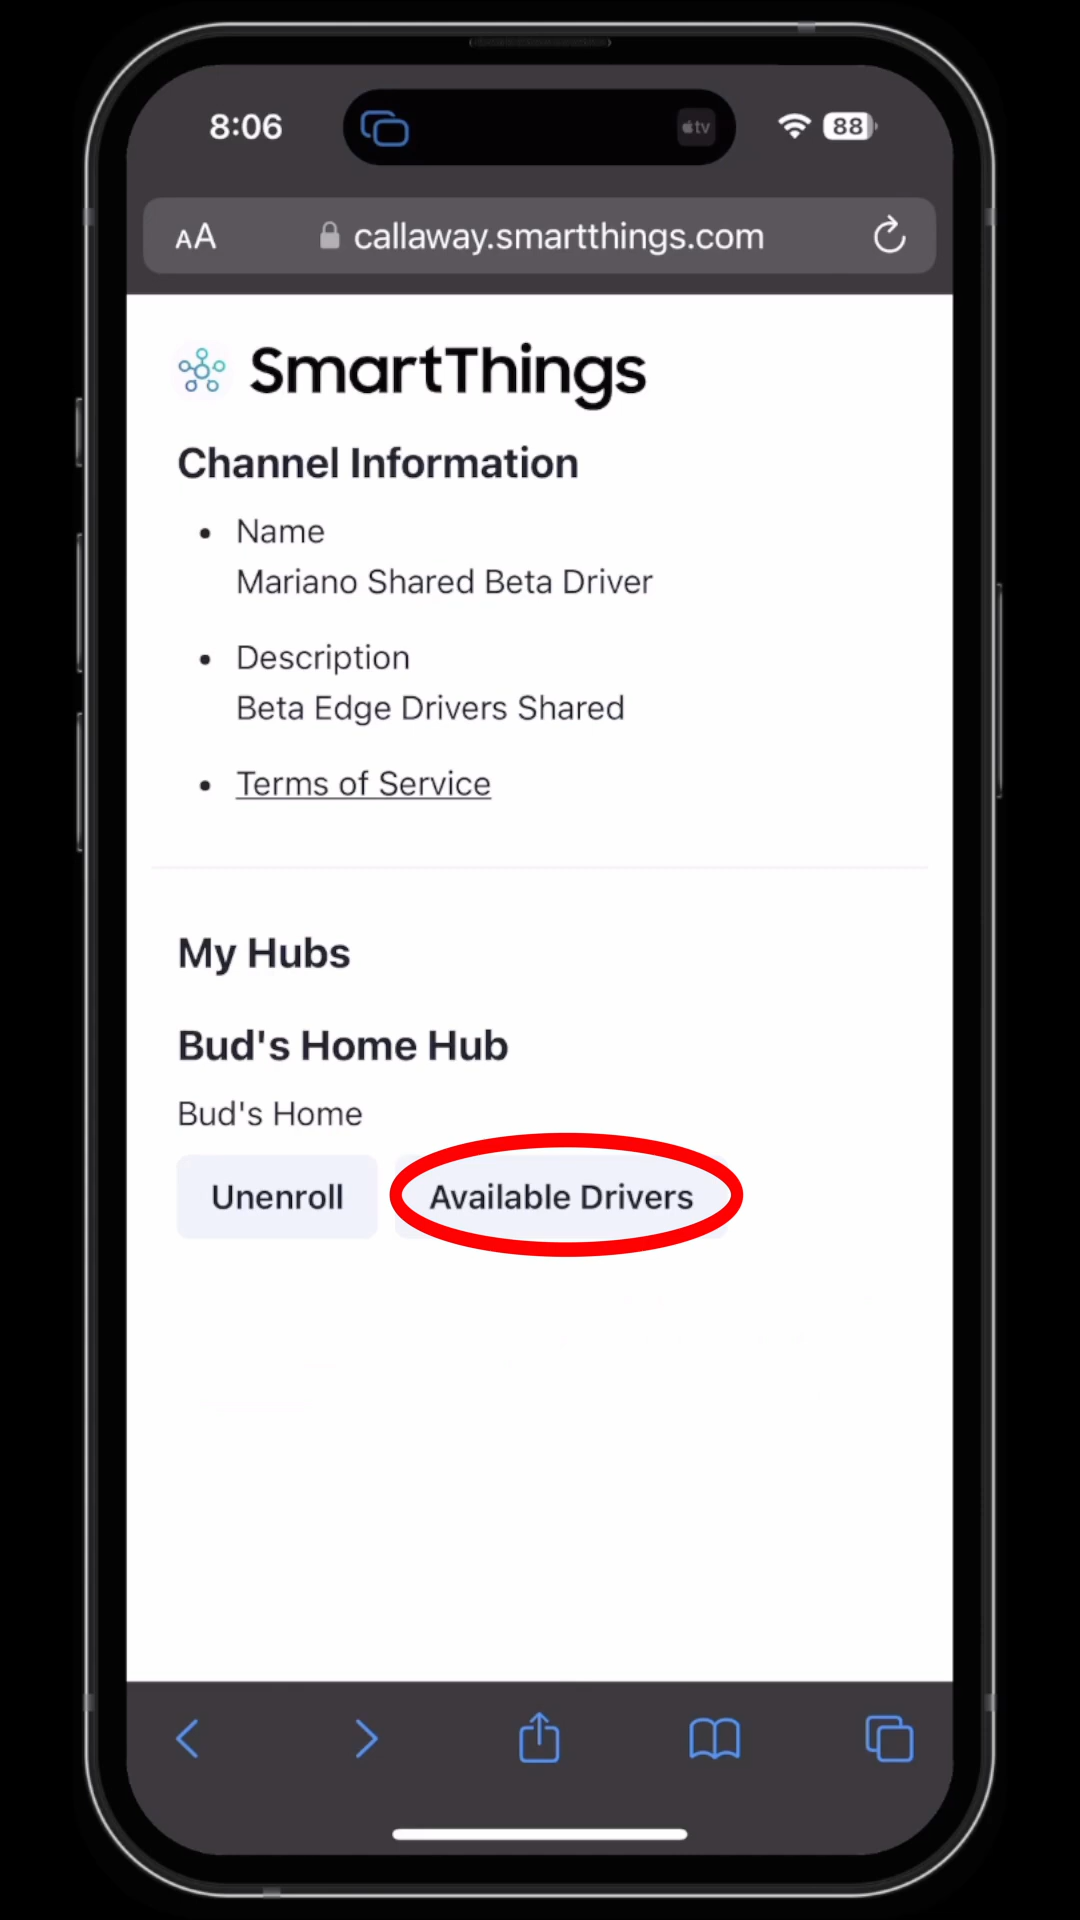 8:06
tv
88
AA
callaway.smartthings.com
SmartThings
Channel Information
Name
Mariano Shared Beta Driver
Description
Beta Edge Drivers Shared
Terms of Service
My Hubs
Bud's Home Hub
Bud's Home
Unenroll
Available Drivers